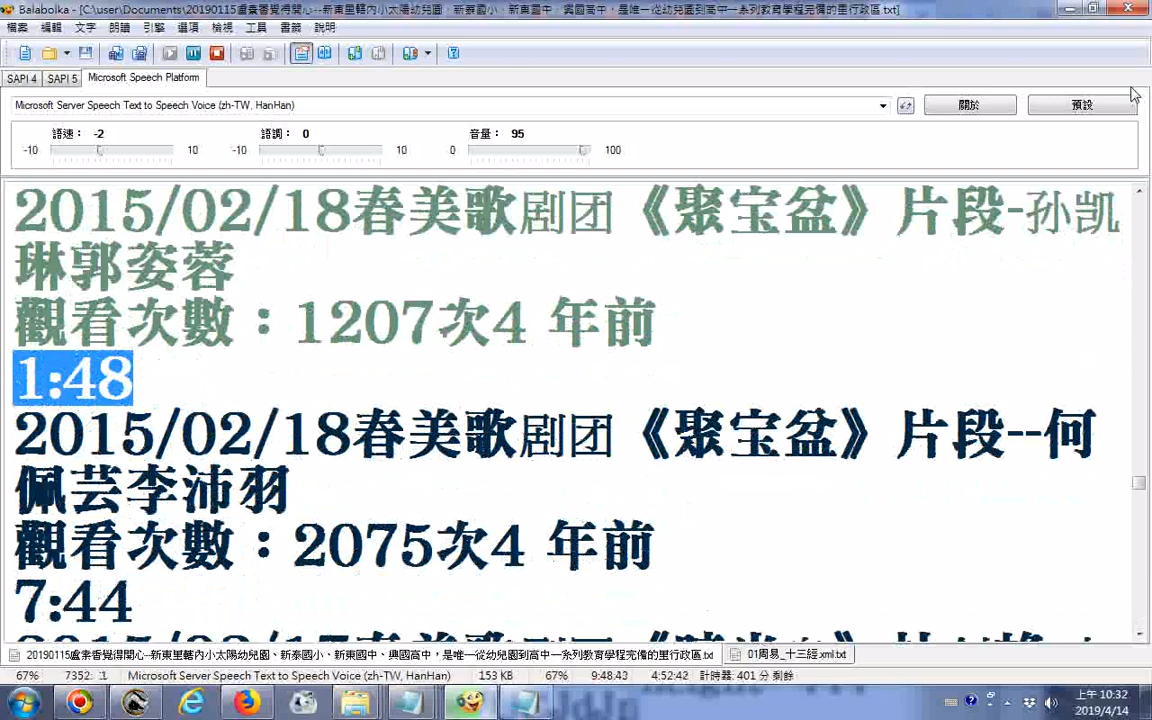 Balabolka - [C:\user\Documents\20190115盧素香覺得開心--新東里轄內小太陽幼兒園、新泰國小、新東國中、興國高中，是唯一從幼兒園到高中一系列教育學程完備的里行政區.txt]
檔案 編輯 文字 朗讀 引擎 選項 檢視 工具 書籤 說明
SAPI 4 SAPI 5 Microsoft Speech Platform
Microsoft Server Speech Text to Speech Voice (zh-TW, HanHan) 關於 預設
語速： -2 語調： 0 音量： 95
-10 10 -10 10 0 100
2015/02/18春美歌剧团《聚宝盆》片段-孙凯
琳郭姿蓉
觀看次數：1207次4 年前
1:48
2015/02/18春美歌剧团《聚宝盆》片段--何
佩芸李沛羽
觀看次數：2075次4 年前
7:44
20190115盧素香覺得開心--新東里轄內小太陽幼兒園、新泰國小、新東國中、興國高中，是唯一從幼兒園到高中一系列教育學程完備的里行政區.txt 01周易_十三經.xml.txt
67% 7352: 1 Microsoft Server Speech Text to Speech Voice (zh-TW, HanHan) 153 KB 67% 9:48.43 4:52:42 計時器: 401 分 剩餘
上午 10:32
2019/4/14